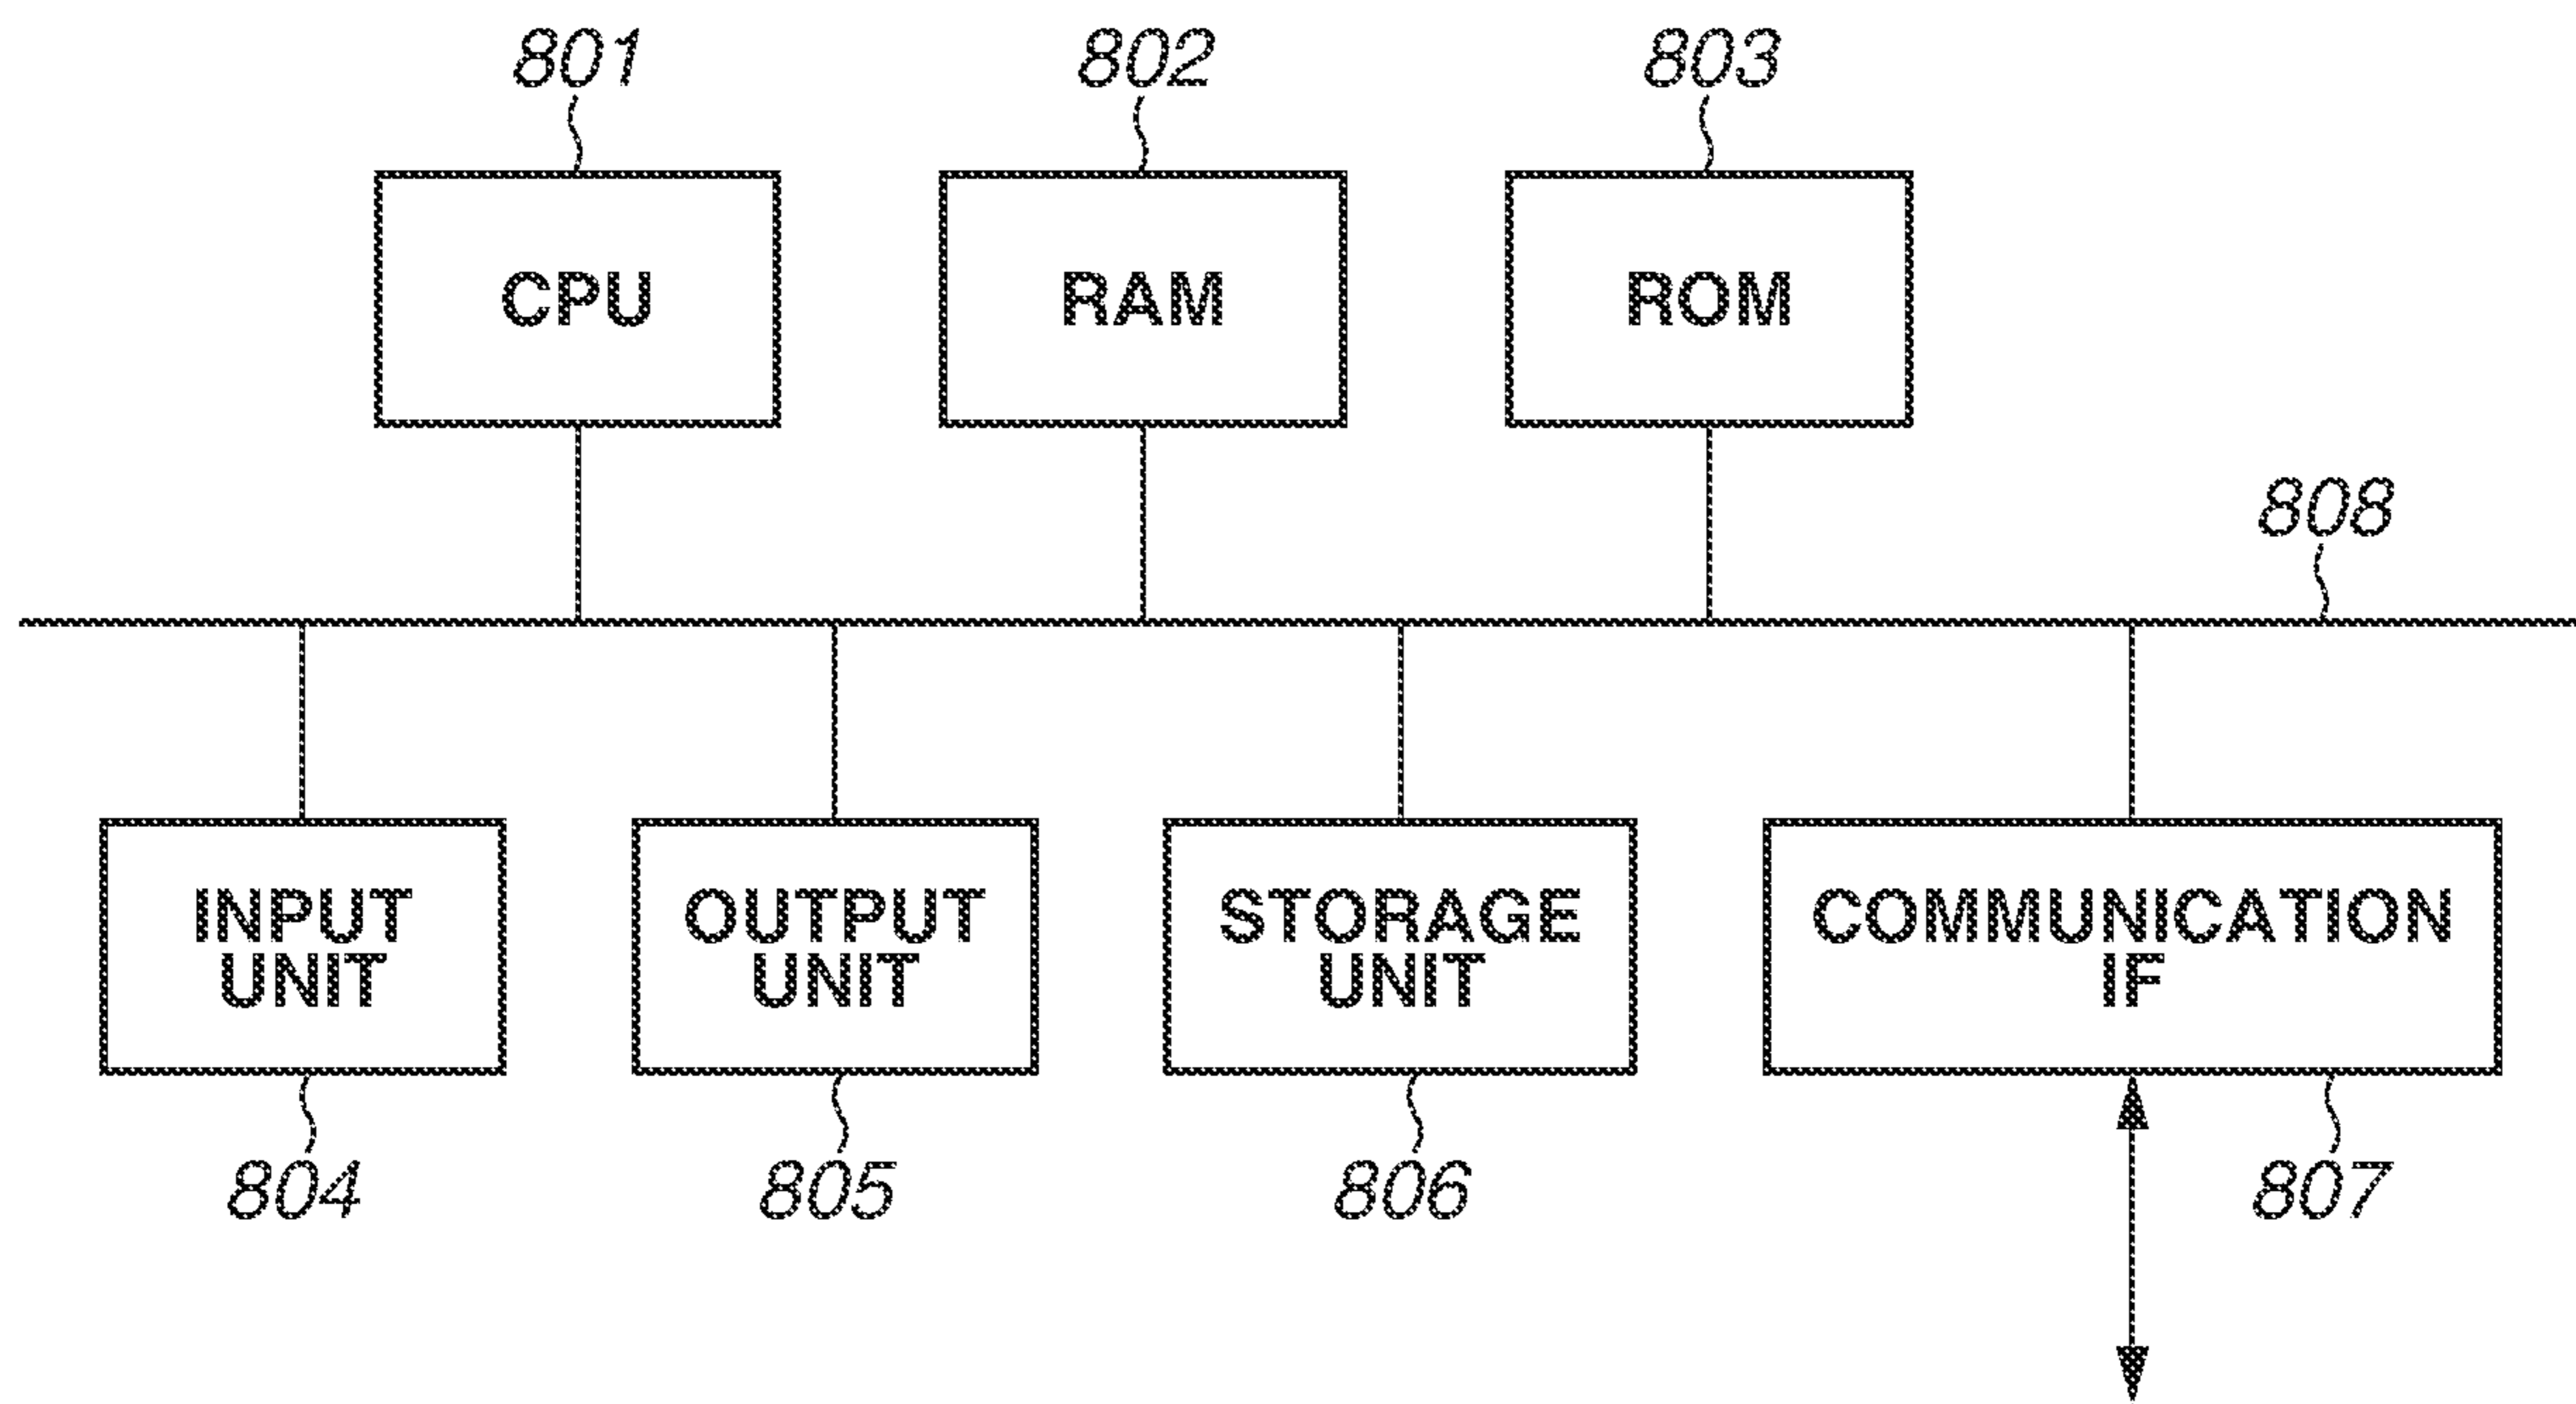 801
802
803
CPU
RAM
ROM
808
INPUT
UNIT
OUTPUT
UNIT
STORAGE
UNIT
COMMUNICATION
IF
804
805
806
807